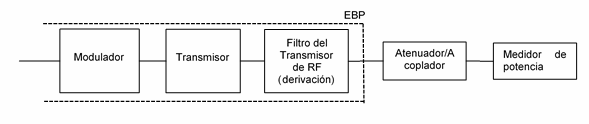 EBP
Modulador
Transmisor
Filtro del
Transmisor
de RF
(derivación)
Atenuador/A
coplador
Medidor de
potencia